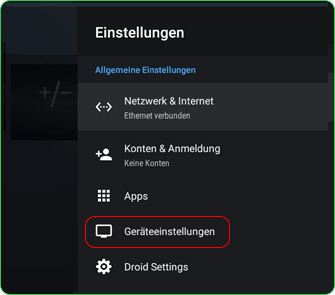 Einstellungen
Allgemeine Einstellungen
Netzwerk & Internet
Ethernet verbunden
Konten & Anmeldung
Keine Konten
Apps
Geräteeinstellungen
Droid Settings
+/−